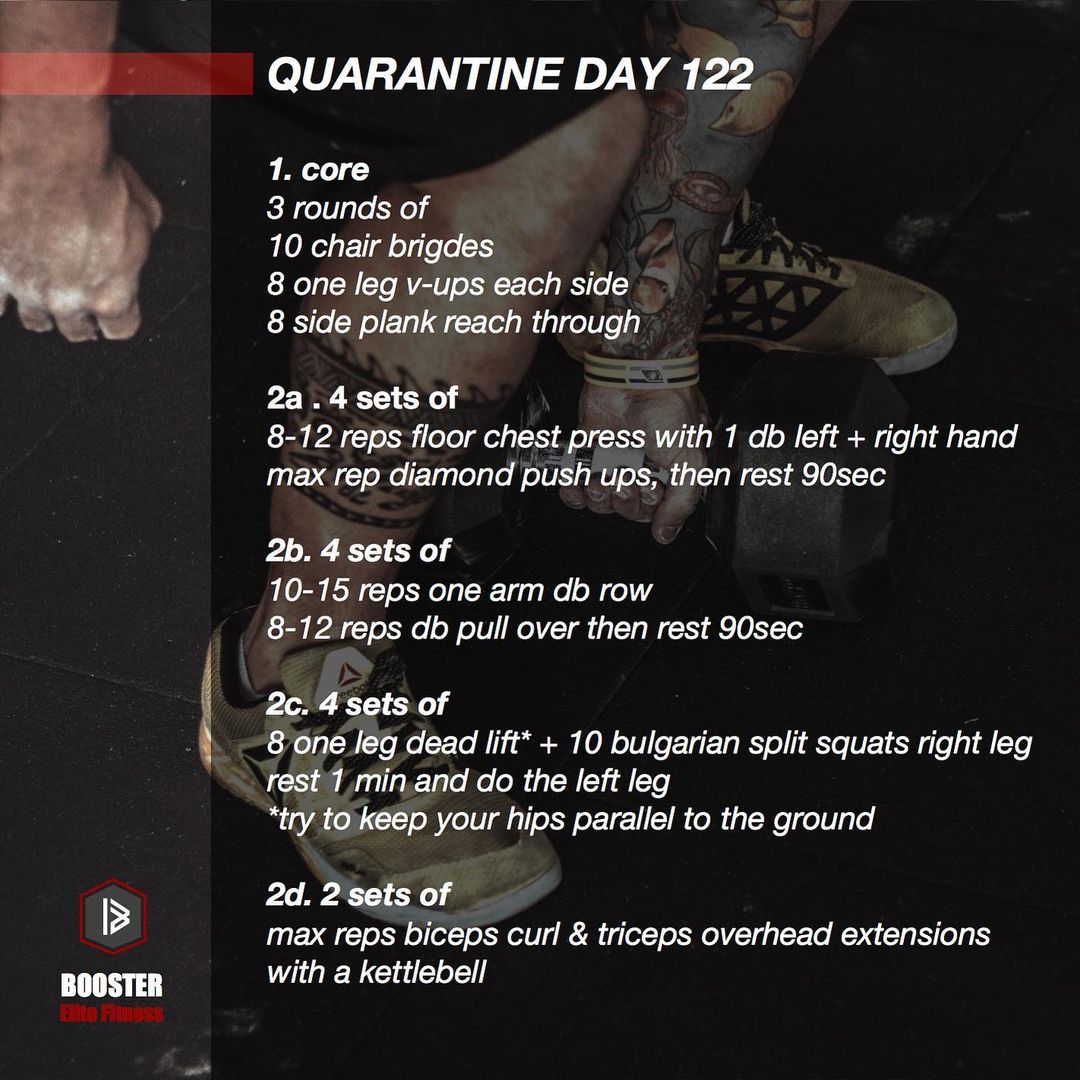 QUARANTINE DAY 122
1. core
3 rounds of
10 chair brigdes
8 one leg v-ups each side
8 side plank reach through
2a . 4 sets of
8-12 reps floor chest press with 1 db left + right hand
max rep diamond push ups, then rest 90sec
2b. 4 sets of
10-15 reps one arm db row
8-12 reps db pull over then rest 90sec
2c. 4 sets of
8 one leg dead lift* + 10 bulgarian split squats right leg
rest 1 min and do the left leg
*try to keep your hips parallel to the ground
2d. 2 sets of
max reps biceps curl & triceps overhead extensions
with a kettlebell
BOOSTER
Elite Fitness